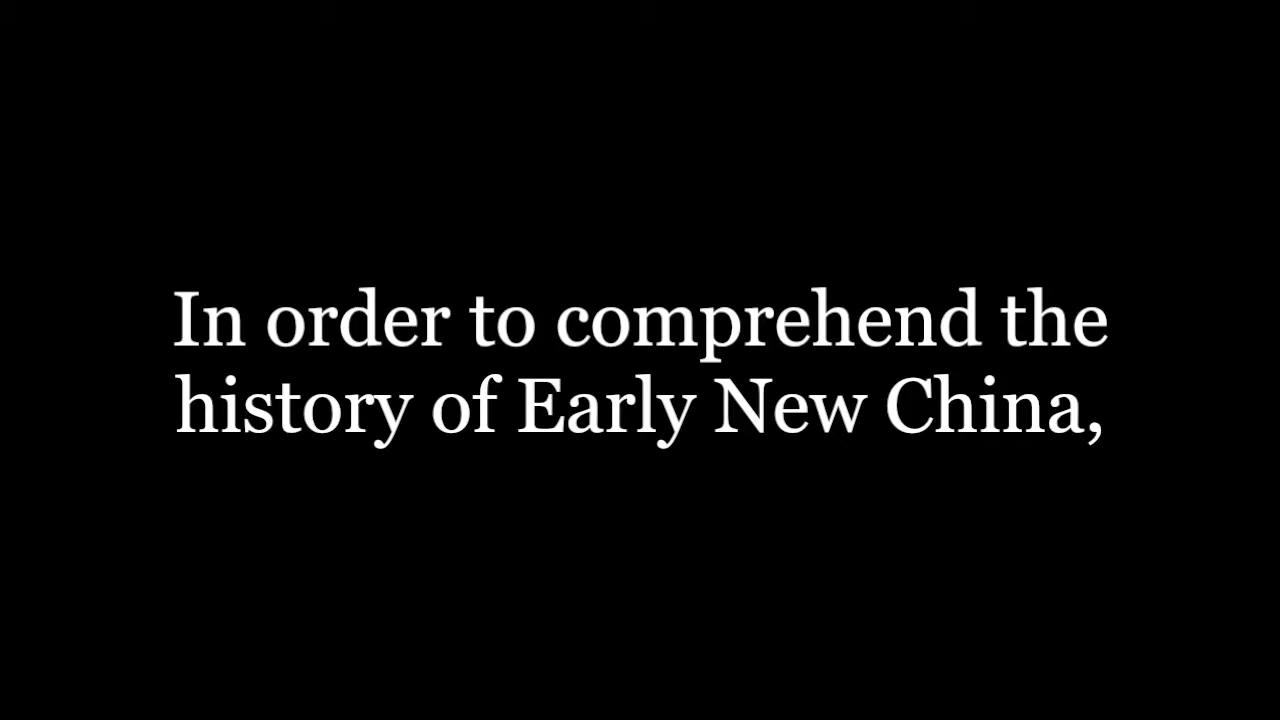 In order to comprehend the
history of Early New China,